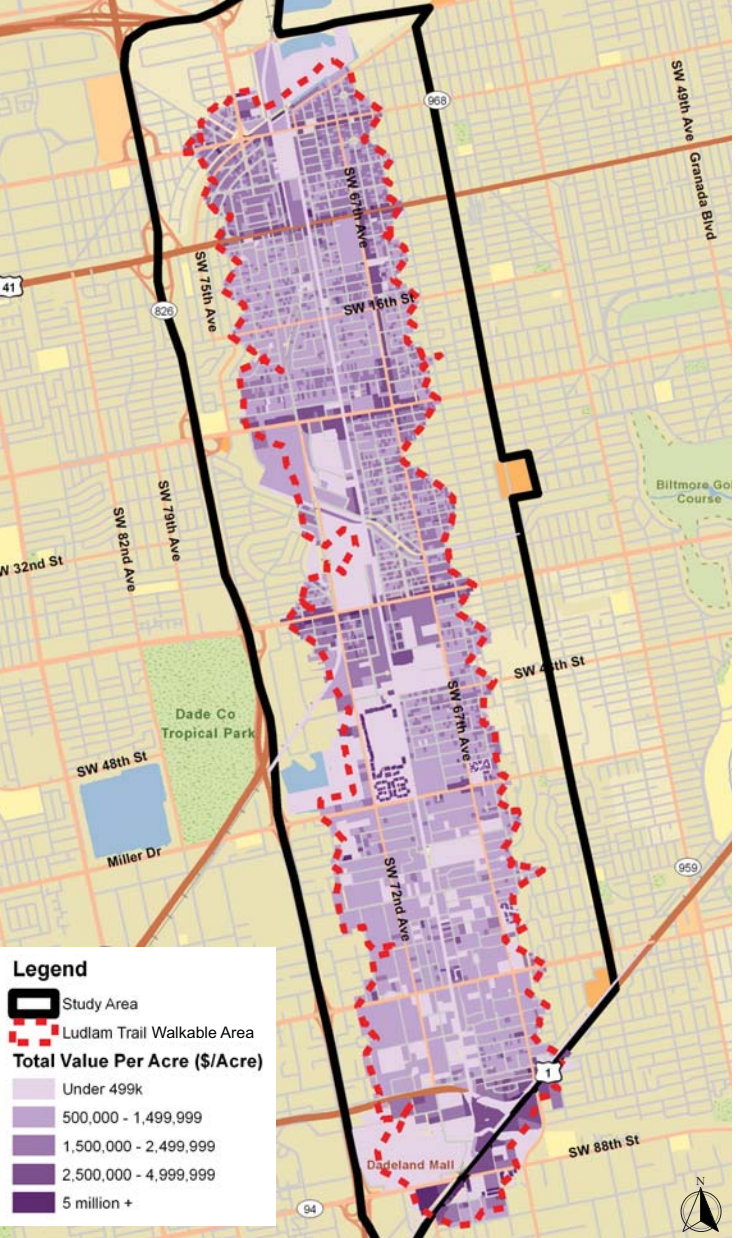 968
SW 49th Ave
Granada Blvd
SW 67th Ave
41
SW 75th Ave
826
SW 16th St
Biltmore Gol
Course
SW 79th Ave
SW 82nd Ave
W 32nd St
SW 48th St
SW 67th Ave
Dade Co
Tropical Park
SW 48th St
Miller Dr
959
SW 72nd Ave
Legend
Study Area
Ludlam Trail Walkable Area
Total Value Per Acre ($/Acre)
Under 499k
500,000 - 1,499,999
1,500,000 - 2,499,999
2,500,000 - 4,999,999
5 million +
1
SW 88th St
Dadeland Mall
94
N